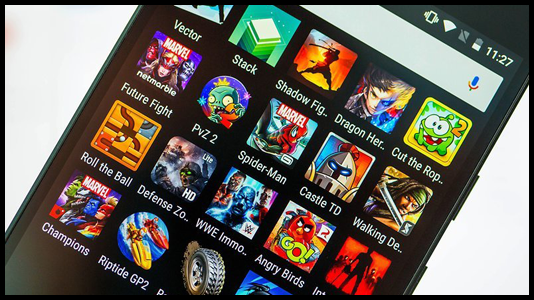 11:27
Vector
Stack
Shadow Fig..
Dragon Her..
2
Cut the Rop..
MARVEL
netmarble
Future Fight
PvZ 2
MARVEL
Spider-Man
Castle TD
Walking De..
Roll the Ball
Lite
HD
Defense Zo..
W
WWE Immo..
GO!
Angry Birds
MARVEL
Champions
Riptide GP2